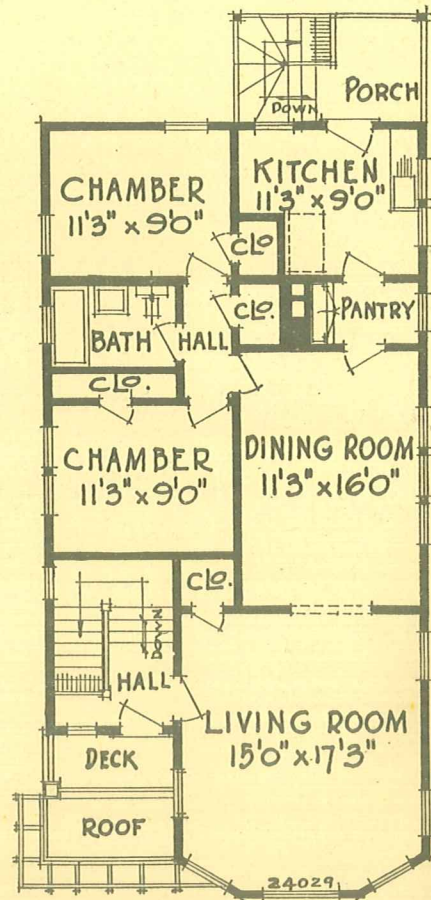 DOWN
PORCH
KITCHEN
11'3" x 9'0"
CHAMBER
11'3" x 9'0"
CLO
CLO.
PANTRY
BATH
HALL
CLO.
CHAMBER
11'3" x 9'0"
DINING ROOM
11'3" x 16'0"
CLO.
DOWN
HALL
LIVING ROOM
15'0" x 17'3"
DECK
ROOF
24029